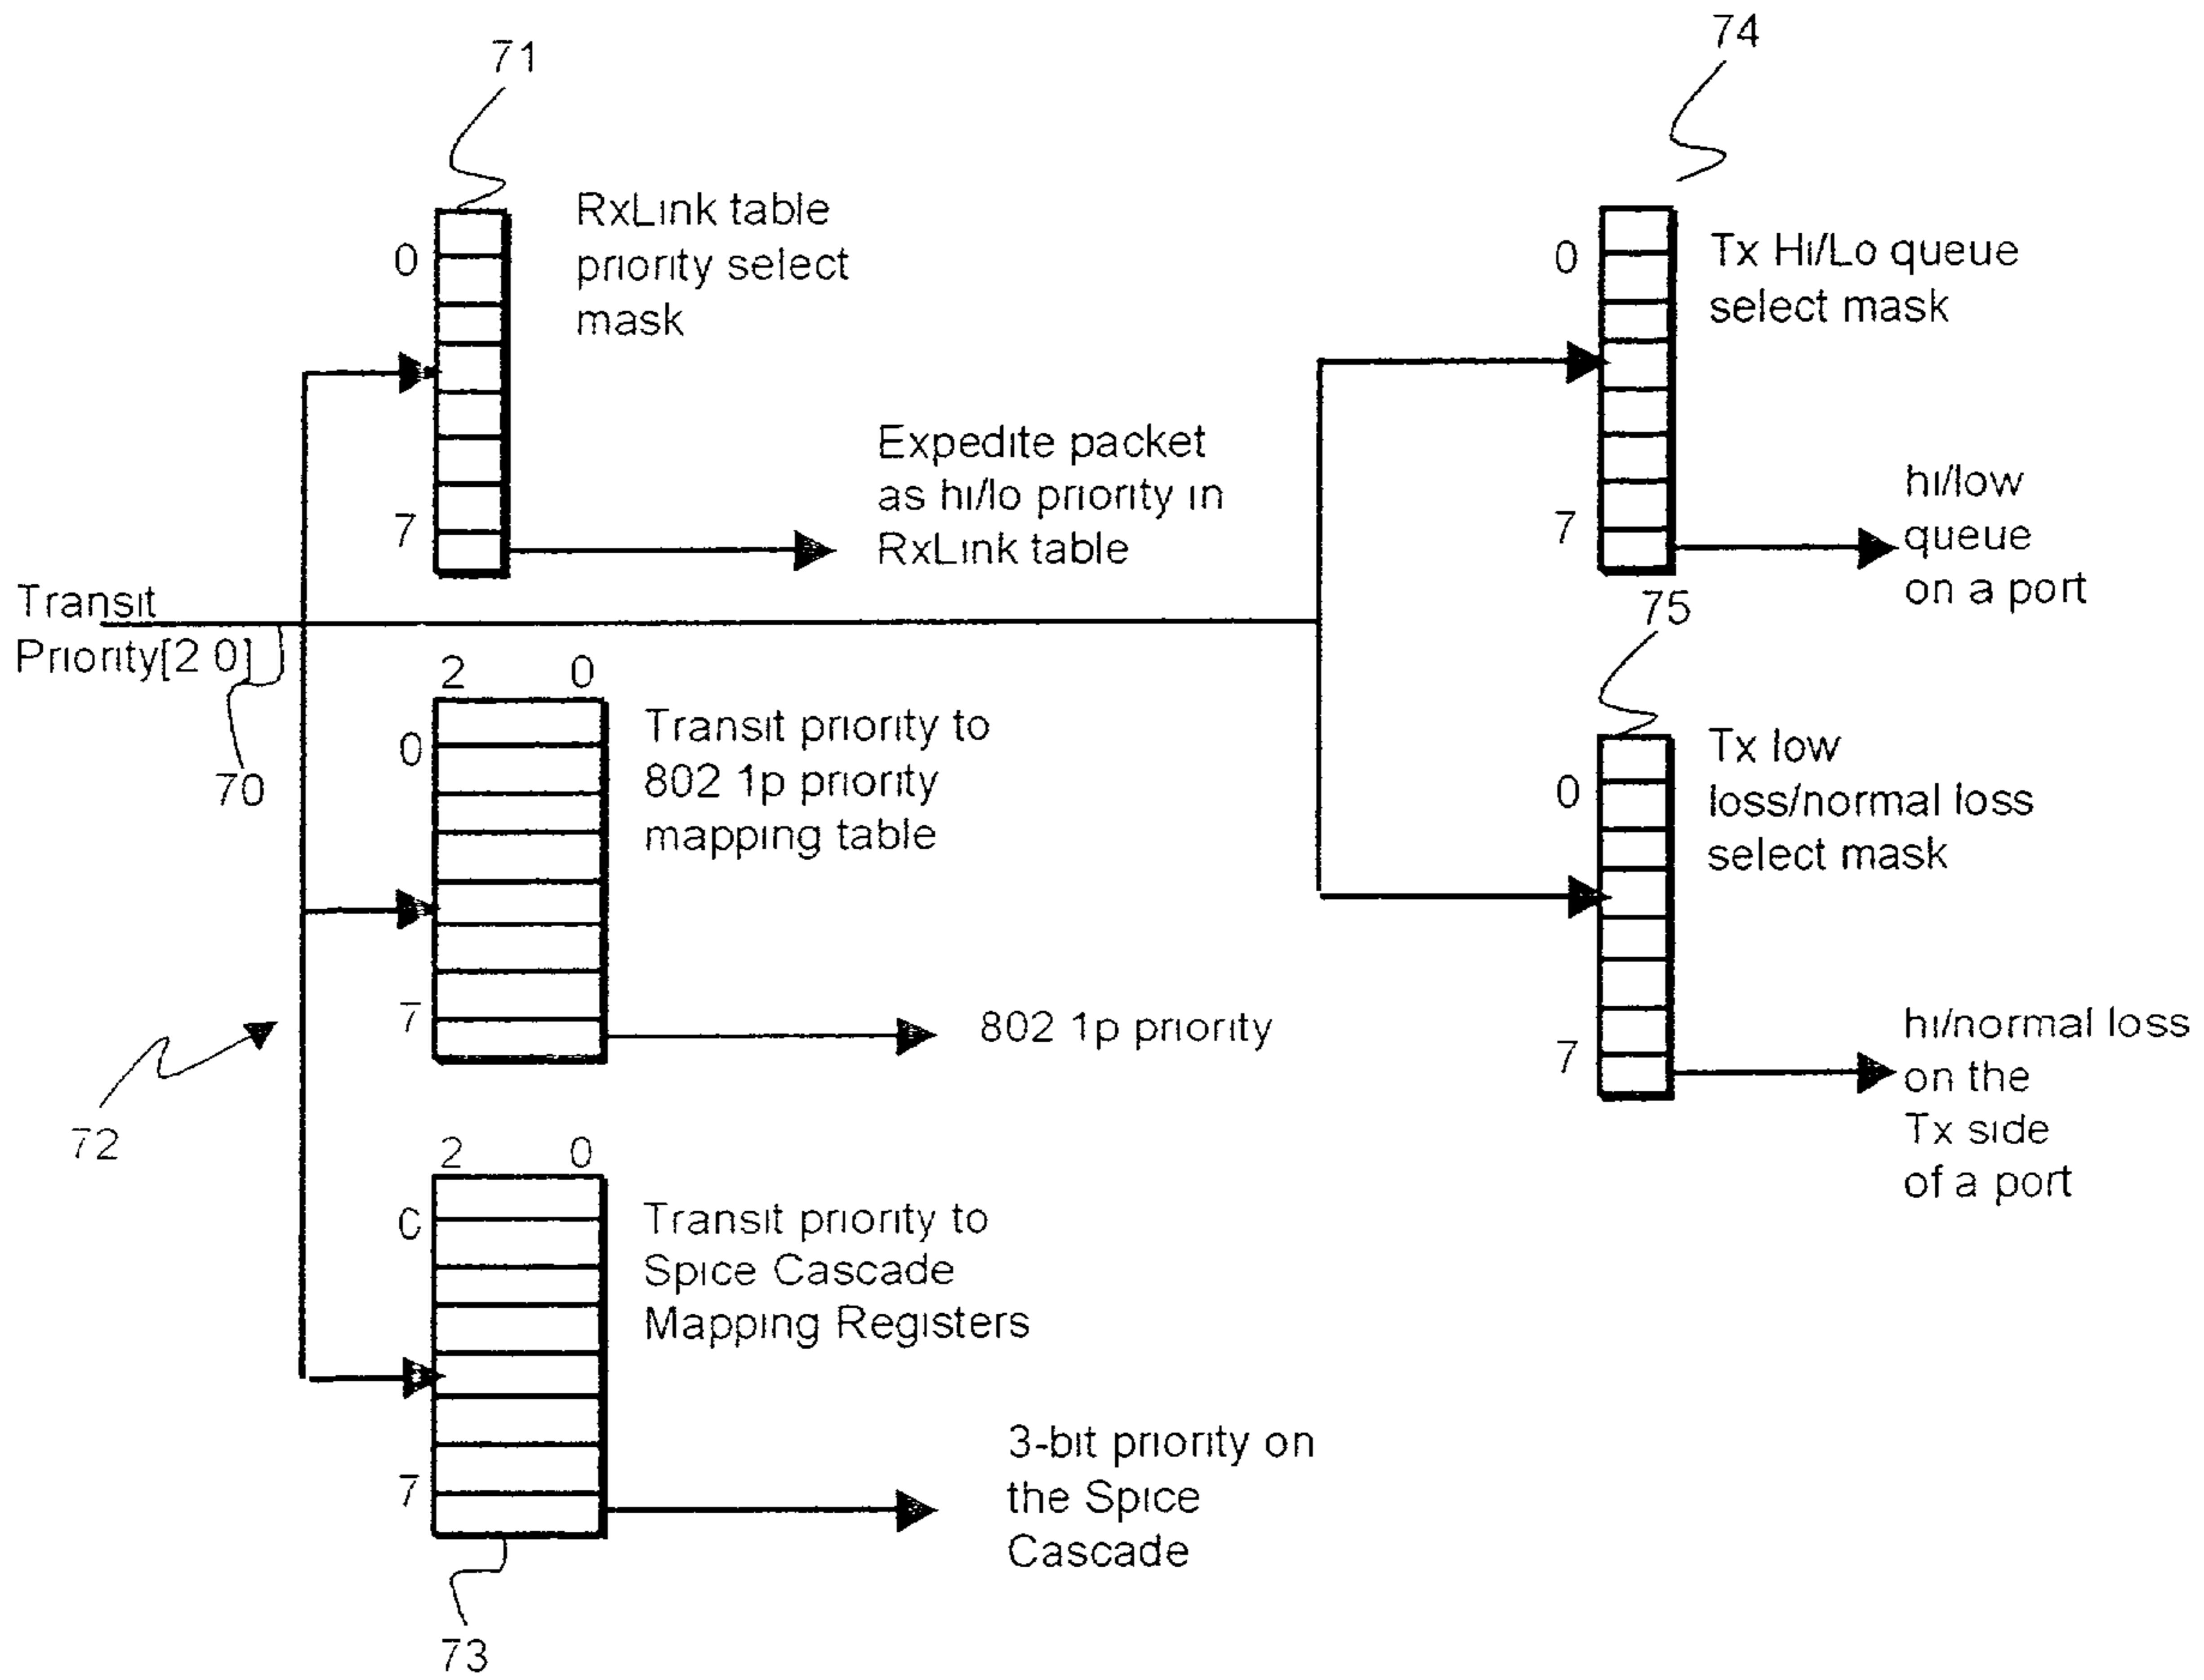 71
74
RxLink table
priority select
mask
0
7
Expedite packet
as hi/lo priority in
RxLink table
Tx Hi/Lo queue
select mask
0
7
hi/low
queue
on a port
Transit
Priority[2 0]
70
2 0
0
7
Transit priority to
802 1p priority
mapping table
802 1p priority
72
75
Tx low
loss/normal loss
select mask
0
7
hi/normal loss
on the
Tx side
of a port
2 0
0
7
Transit priority to
Spice Cascade
Mapping Registers
3-bit priority on
the Spice
Cascade
73